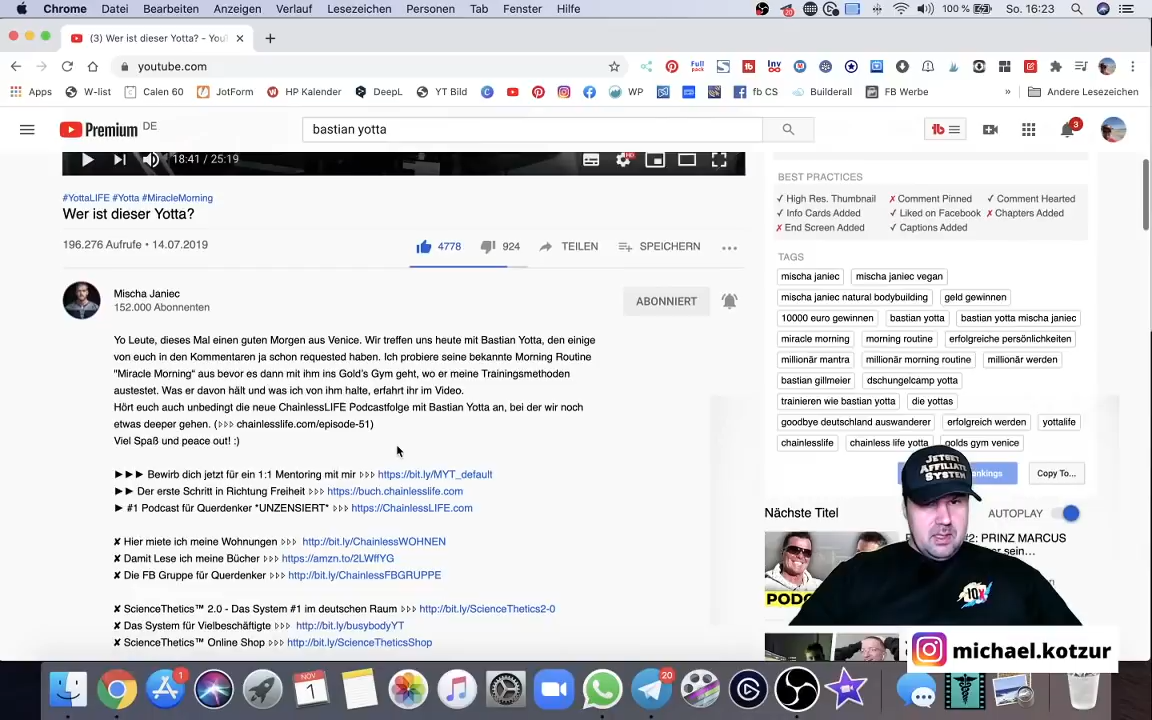 Chrome Datei Bearbeiten Anzeigen Verlauf Lesezeichen Personen Tab Fenster Hilfe 20 100 % So. 16:23
(3) Wer ist dieser Yotta? – You
youtube.com Full pack Inv
Apps W-list Calen 60 JotForm HP Kalender DeepL YT Bild WP fb CS Builderall FB Werbe » Andere Lesezeichen
Premium DE bastian yotta 3
18:41 / 25:19
#YottaLIFE #Yotta #MiracleMorning
Wer ist dieser Yotta?
196.276 Aufrufe • 14.07.2019 4778 924 TEILEN SPEICHERN
Mischa Janiec
152.000 Abonnenten
ABONNIERT
Yo Leute, dieses Mal einen guten Morgen aus Venice. Wir treffen uns heute mit Bastian Yotta, den einige
von euch in den Kommentaren ja schon requested haben. Ich probiere seine bekannte Morning Routine
"Miracle Morning“ aus bevor es dann mit ihm ins Gold’s Gym geht, wo er meine Trainingsmethoden
austestet. Was er davon hält und was ich von ihm halte, erfahrt ihr im Video.
Hört euch auch unbedingt die neue ChainlessLIFE Podcastfolge mit Bastian Yotta an, bei der wir noch
etwas deeper gehen. (▹▹▹ chainlesslife.com/episode-51)
Viel Spaß und peace out! :)
►►► Bewirb dich jetzt für ein 1:1 Mentoring mit mir ▹▹▹ https://bit.ly/MYT_default
►► Der erste Schritt in Richtung Freiheit ▹▹▹ https://buch.chainlesslife.com
► #1 Podcast für Querdenker *UNZENSIERT* ▹▹▹ https://ChainlessLIFE.com
✘ Hier miete ich meine Wohnungen ▹▹▹ http://bit.ly/ChainlessWOHNEN
✘ Damit Lese ich meine Bücher ▹▹▹ https://amzn.to/2LWffYG
✘ Die FB Gruppe für Querdenker ▹▹▹ http://bit.ly/ChainlessFBGRUPPE
✘ ScienceThetics™ 2.0 - Das System #1 im deutschen Raum ▹▹▹ http://bit.ly/ScienceThetics2-0
✘ Das System für Vielbeschäftigte ▹▹▹ http://bit.ly/busybodyYT
✘ ScienceThetics™ Online Shop ▹▹▹ http://bit.ly/ScienceTheticsShop
BEST PRACTICES
✓ High Res. Thumbnail ✗ Comment Pinned ✓ Comment Hearted
✓ Info Cards Added ✓ Liked on Facebook ✗ Chapters Added
✗ End Screen Added ✓ Captions Added
TAGS
mischa janiec mischa janiec vegan
mischa janiec natural bodybuilding geld gewinnen
10000 euro gewinnen bastian yotta bastian yotta mischa janiec
miracle morning morning routine erfolgreiche persönlichkeiten
millionär mantra millionär morning routine millionär werden
bastian gillmeier dschungelcamp yotta
trainieren wie bastian yotta die yottas
goodbye deutschland auswanderer erfolgreich werden yottalife
chainlesslife chainless life yotta golds gym venice
Copy To...
Nächste Titel AUTOPLAY
#2: PRINZ MARCUS
sein...
JETSET
AFFILIATE
SYSTEM
10X
michael.kotzur
NOV
1
1
20